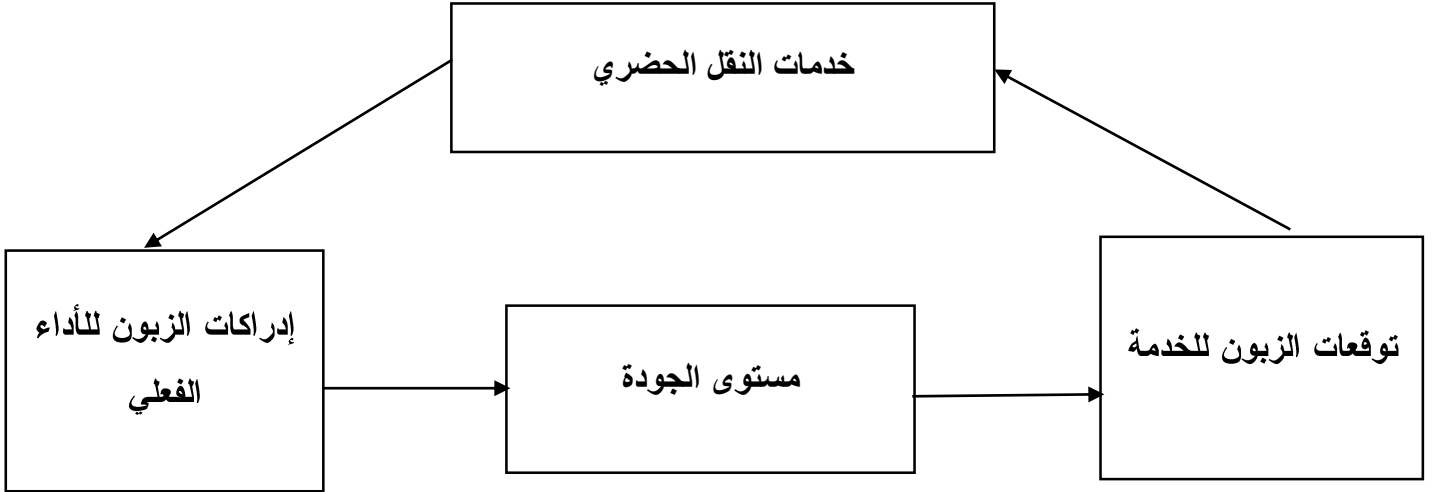 خدمات النقل الحضري
توقعات الزبون للخدمة
مستوى الجودة
إدراكات الزبون للأداء
الفعلي